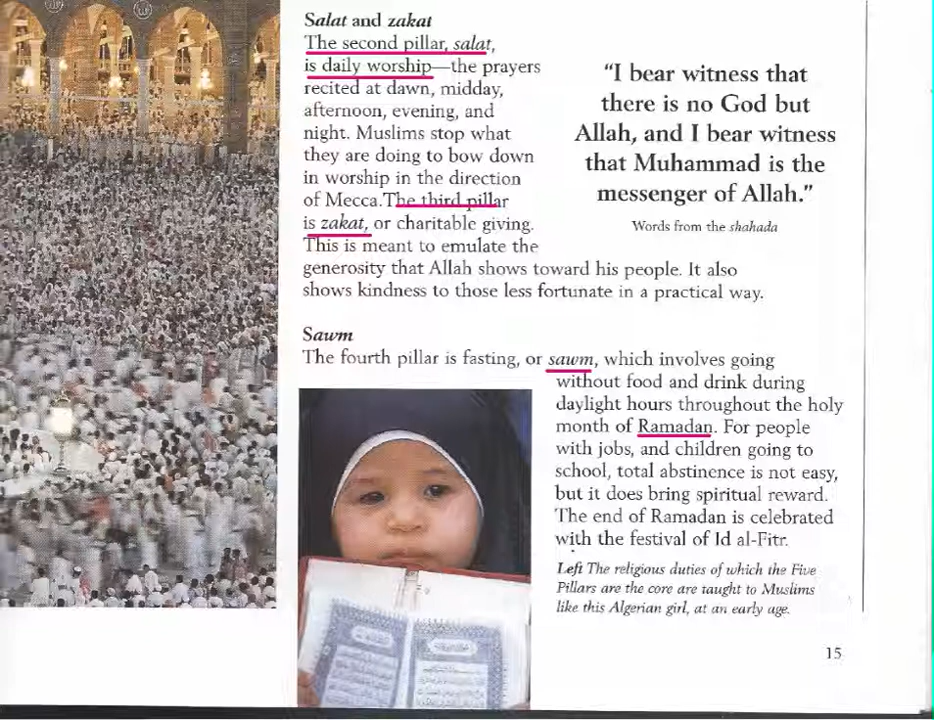 Salat and zakat
The second pillar, salat,
is daily worship—the prayers
recited at dawn, midday,
afternoon, evening, and
night. Muslims stop what
they are doing to bow down
in worship in the direction
of Mecca.The third pillar
is zakat, or charitable giving.
This is meant to emulate the
generosity that Allah shows toward his people. It also
shows kindness to those less fortunate in a practical way.
"I bear witness that
there is no God but
Allah, and I bear witness
that Muhammad is the
messenger of Allah."
Words from the shahada
Sawm
The fourth pillar is fasting, or sawm, which involves going
without food and drink during
daylight hours throughout the holy
month of Ramadan. For people
with jobs, and children going to
school, total abstinence is not easy,
but it does bring spiritual reward.
The end of Ramadan is celebrated
with the festival of Id al-Fitr.
Left The religious duties of which the Five
Pillars are the core are taught to Muslims
like this Algerian girl, at an early age.
15